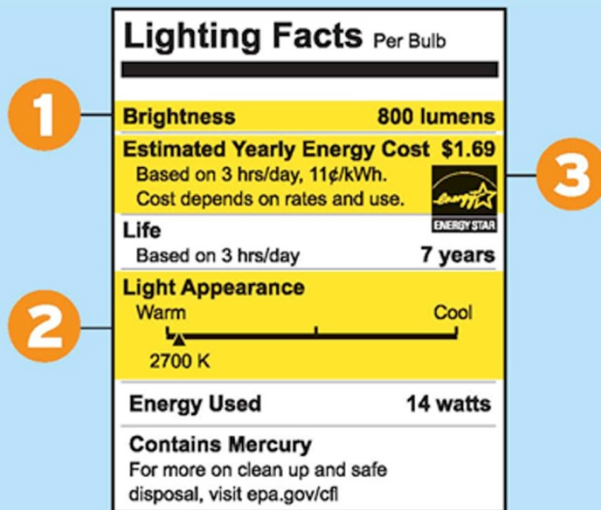 Lighting Facts Per Bulb
1
Brightness 800 lumens
Estimated Yearly Energy Cost $1.69
Based on 3 hrs/day, 11¢/kWh.
Cost depends on rates and use.
3
energy
ENERGY STAR
Life
Based on 3 hrs/day 7 years
Light Appearance
Warm Cool
2
2700 K
Energy Used 14 watts
Contains Mercury
For more on clean up and safe
disposal, visit epa.gov/cfl